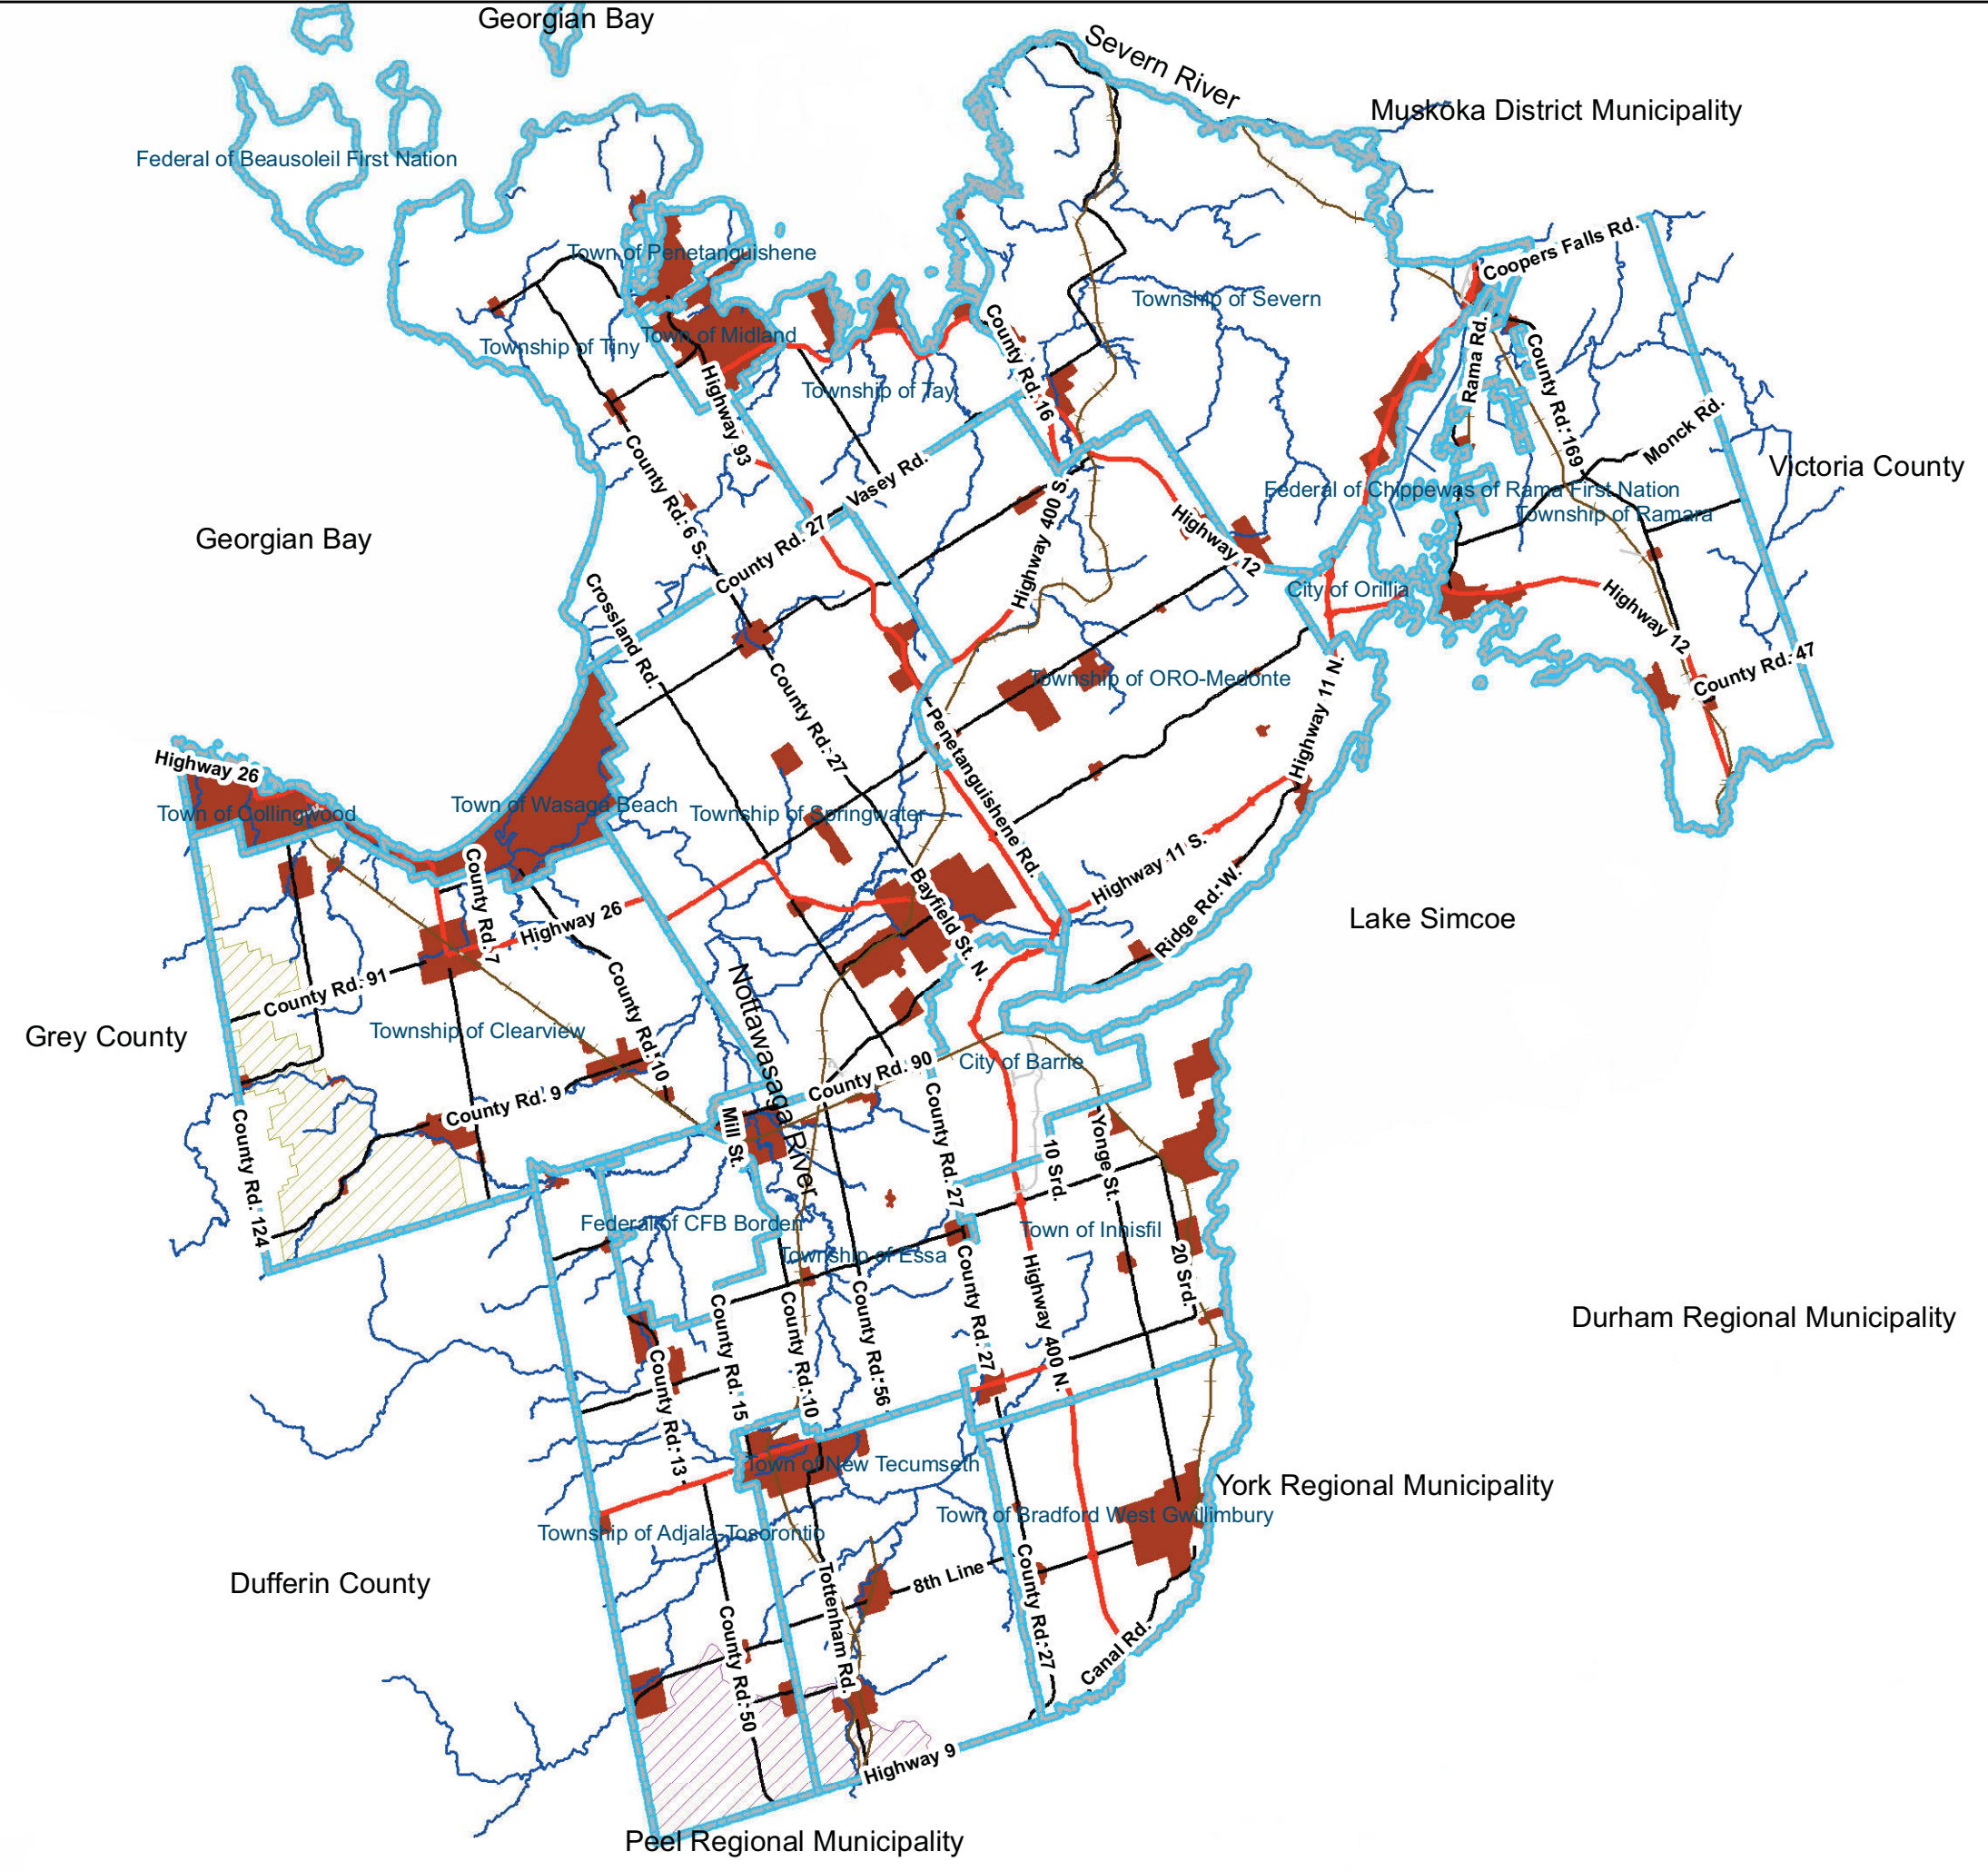 Georgian Bay
Severn River
Muskoka District Municipality
Federal of Beausoleil First Nation
Town of Penetanguishene
Coopers Falls Rd.
Township of Severn
Town of Midland
Township of Tiny
County Rd. 16
Rama Rd.
County Rd. 169
Township of Tay
Highway 93
Monck Rd.
County Rd. 6 S.
Vasey Rd.
Victoria County
Federal of Chippewas of Rama First Nation
Township of Ramara
Georgian Bay
County Rd. 27
Highway 400 S.
Highway 12
City of Orillia
Crossland Rd.
Highway 12
County Rd. 47
Township of ORO-Medonte
County Rd. 27
Highway 11 N.
Highway 26
Penetanguishene Rd.
Town of Collingwood
Town of Wasaga Beach
Township of Springwater
County Rd. 7
Highway 26
Bayfield St. N.
Highway 11 S.
Ridge Rd. W.
Lake Simcoe
County Rd. 91
County Rd. 10
Nottawasaga River
Grey County
Township of Clearview
City of Barrie
County Rd. 90
County Rd. 9
County Rd. 124
Mill St.
County Rd. 27
10 Srd.
Yonge St.
Federal of CFB Borden
Township of Essa
Town of Innisfil
20 Srd.
County Rd. 15
County Rd. 10
County Rd. 56
County Rd. 27
Highway 400 N.
Durham Regional Municipality
County Rd. 13
Town of New Tecumseth
York Regional Municipality
Township of Adjala-Tosorontio
Town of Bradford West Gwillimbury
Dufferin County
8th Line
Tottenham Rd.
County Rd. 27
County Rd. 50
Canal Rd.
Highway 9
Peel Regional Municipality